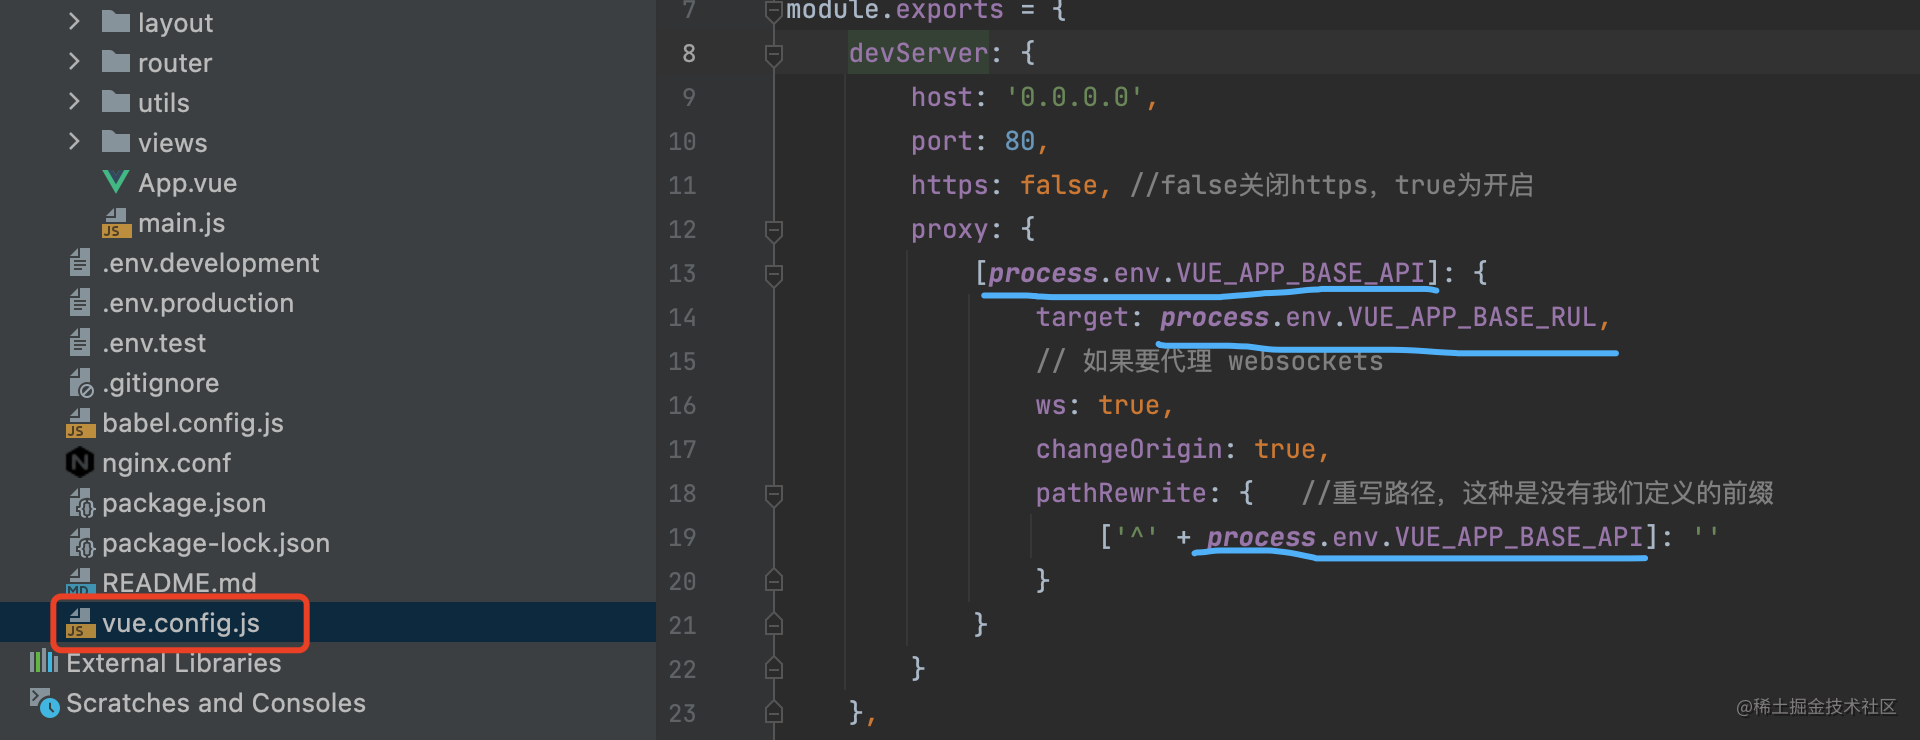 layout
router
utils
views
App.vue
main.js
.env.development
.env.production
.env.test
.gitignore
babel.config.js
nginx.conf
package.json
package-lock.json
README.md
vue.config.js
External Libraries
Scratches and Consoles
7 module.exports = {
8 devServer: {
9 host: '0.0.0.0',
10 port: 80,
11 https: false, //false关闭https, true为开启
12 proxy: {
13 [process.env.VUE_APP_BASE_API]: {
14 target: process.env.VUE_APP_BASE_RUL,
15 // 如果要代理 websockets
16 ws: true,
17 changeOrigin: true,
18 pathRewrite: { //重写路径, 这种是没有我们定义的前缀
19 ['^' + process.env.VUE_APP_BASE_API]: ''
20 }
21 }
22 }
23 },
@稀土掘金技术社区